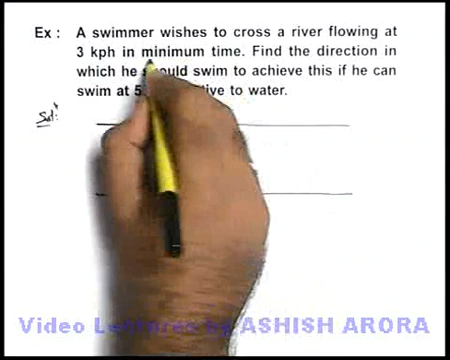 Ex : A swimmer wishes to cross a river flowing at
3 kph in minimum time. Find the direction in
which he should swim to achieve this if he can
swim at 5 to water.
Sol:
Video Lectures by ASHISH ARORA